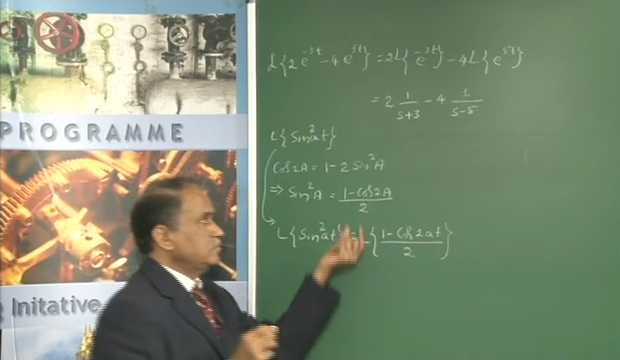 PROGRAMME
Initative
L{2e^{-3t} - 4e^{5t}} = 2L{e^{-3t}} - 4L{e^{5t}}
= 2 1/(s+3) - 4 1/(s-5)
L{Sin²at}
Cos2A = 1 - 2Sin²A
⇒ Sin²A = (1 - Cos2A)/2
L{Sin²at} = L{(1 - Cos2at)/2}